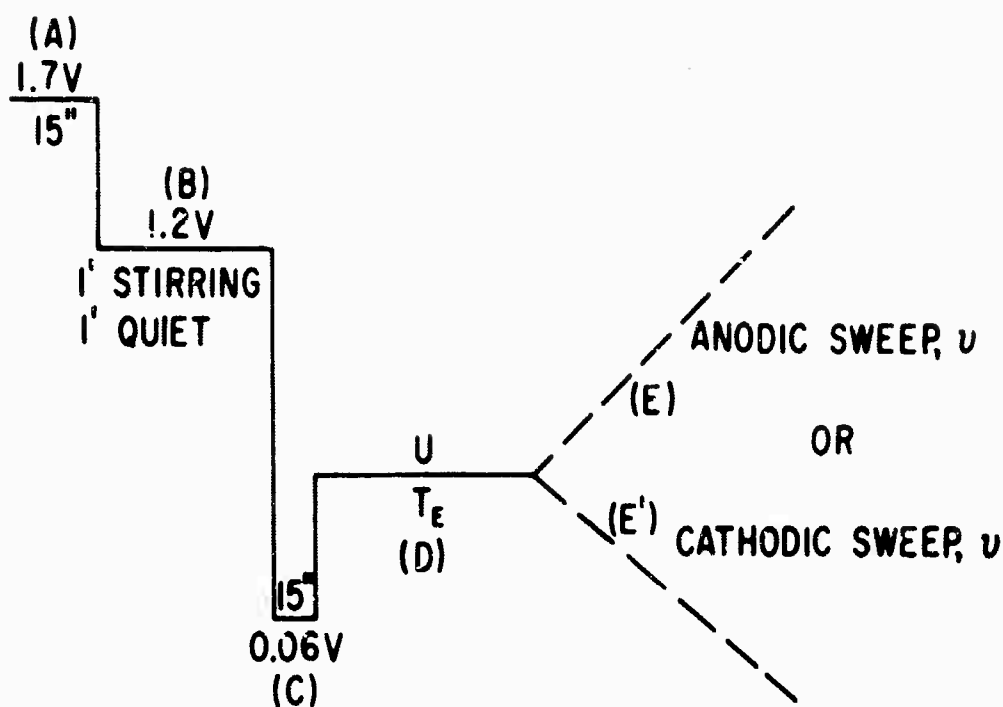 (A)
1.7V
15"
(B)
1.2V
1' STIRRING
1' QUIET
ANODIC SWEEP, υ
(E)
OR
U
T_E
(D)
(E')
CATHODIC SWEEP, υ
15"
0.06V
(C)